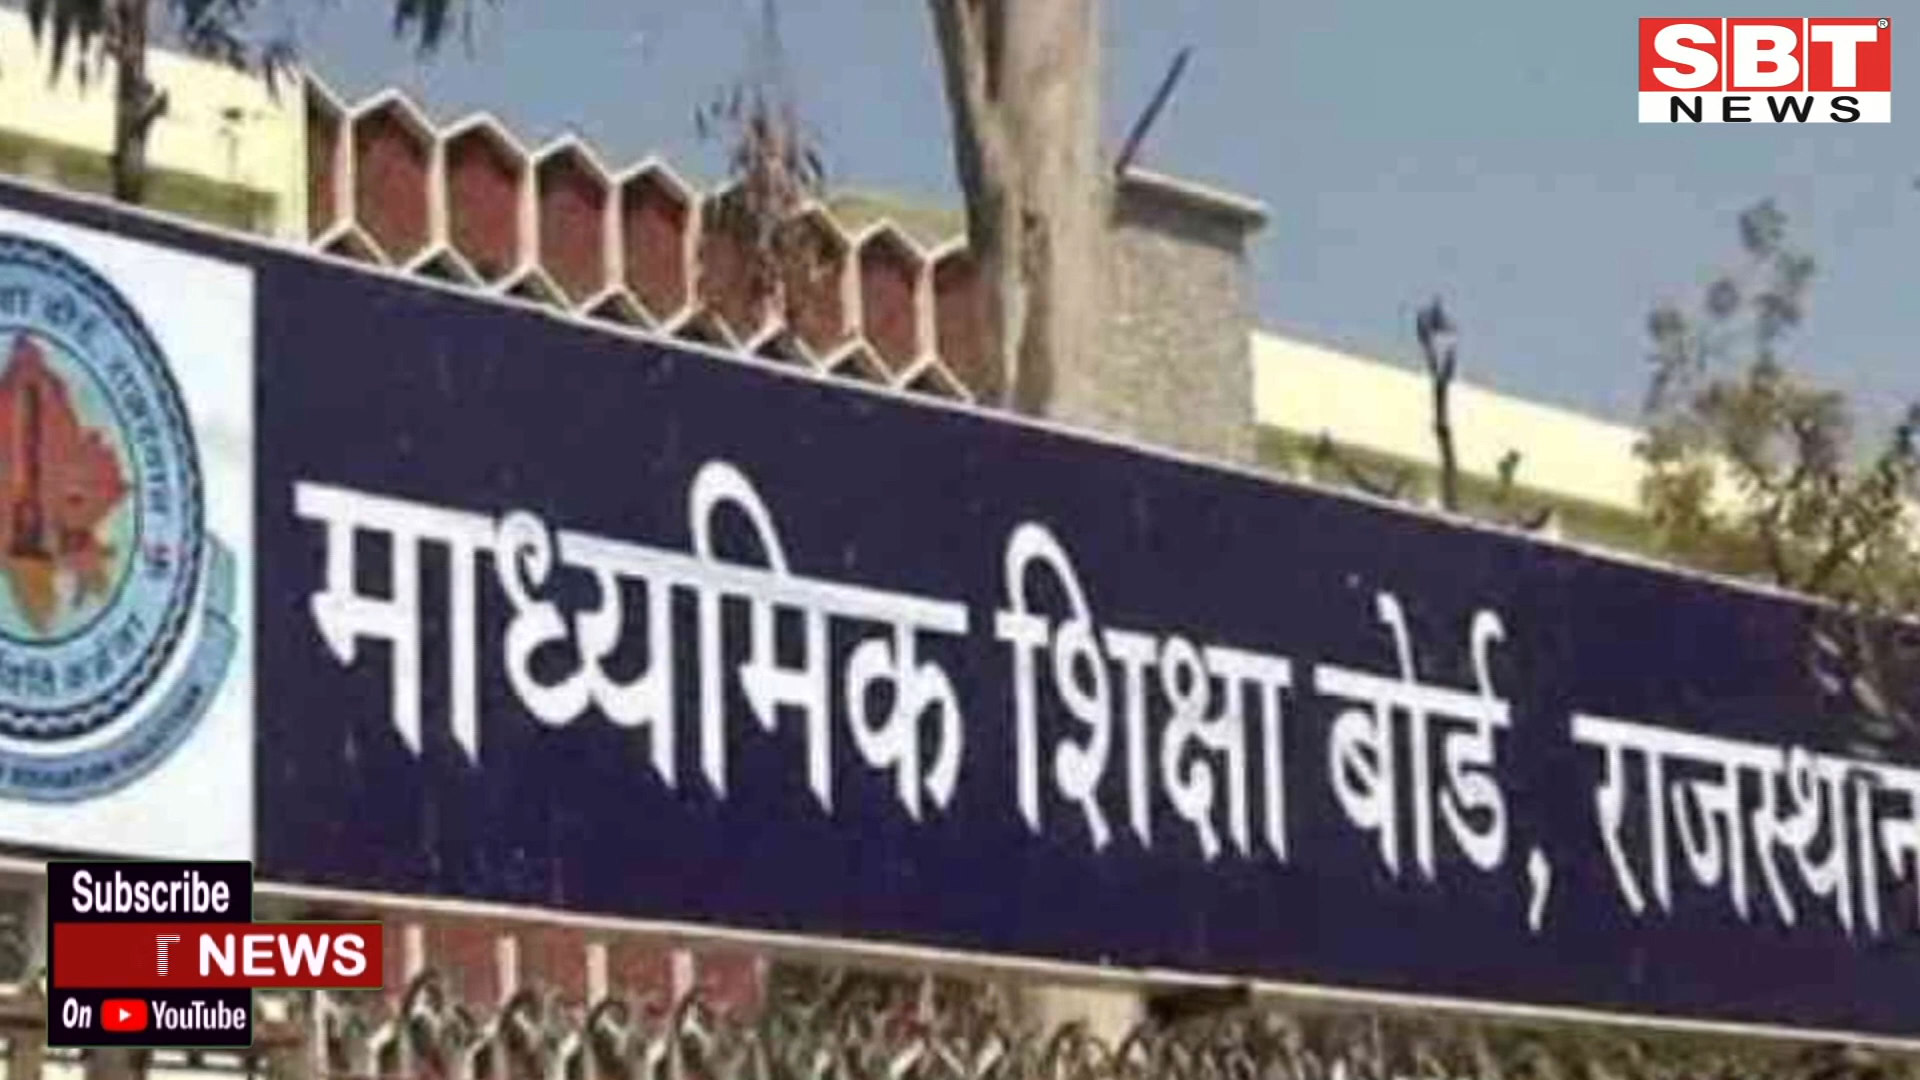 SBT
NEWS
माध्यमिक शिक्षा बोर्ड, राजस्थान
Subscribe
NEWS
On YouTube